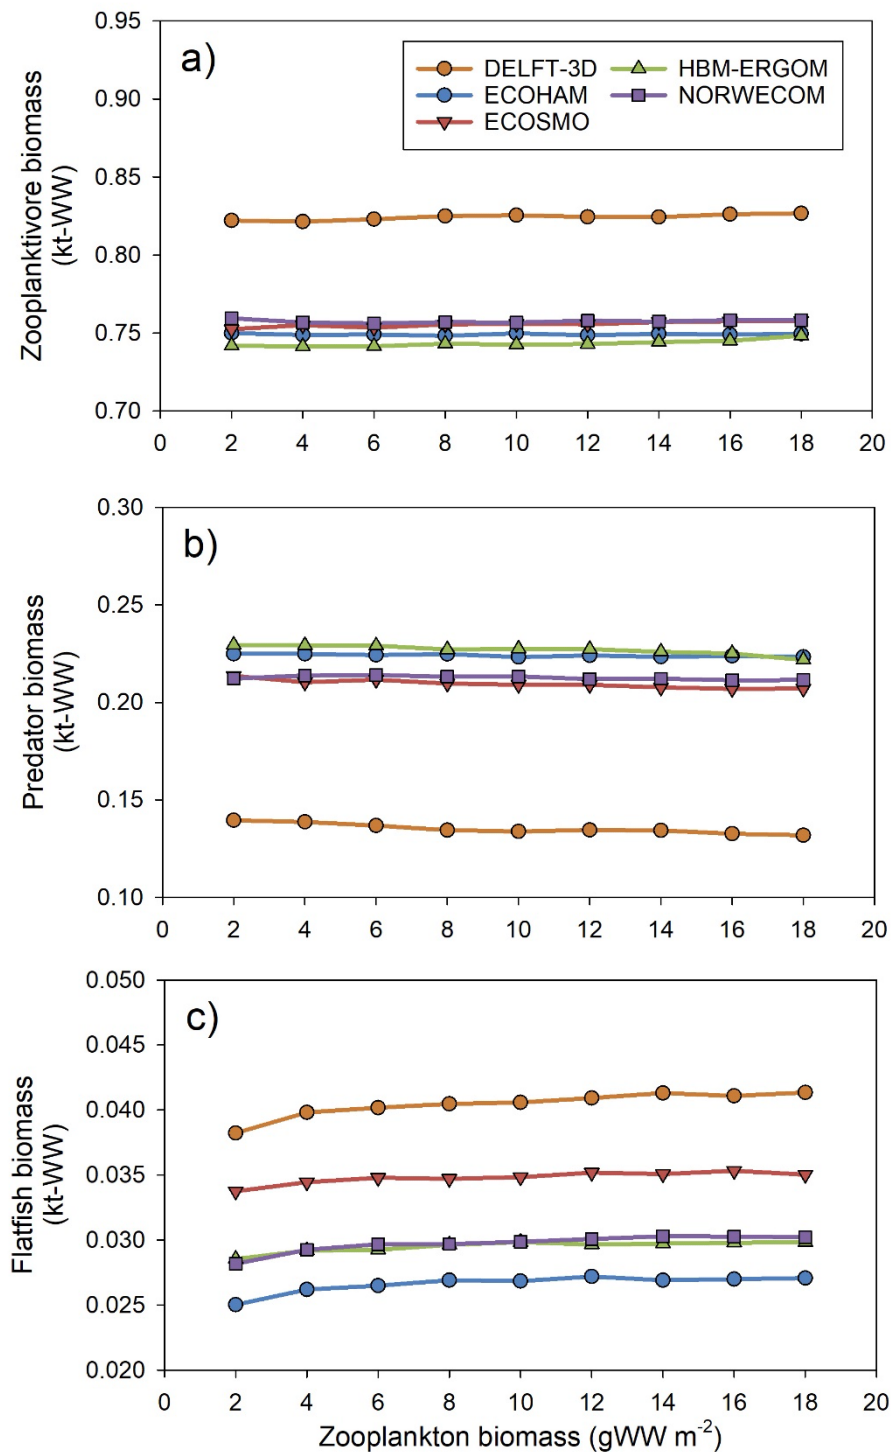 a)
DELFT-3D
ECOHAM
ECOSMO
HBM-ERGOM
NORWECOM
Zooplanktivore biomass
(kt-WW)
0.95
0.90
0.85
0.80
0.75
0.70
0 2 4 6 8 10 12 14 16 18 20
b)
Predator biomass
(kt-WW)
0.30
0.25
0.20
0.15
0.10
0 2 4 6 8 10 12 14 16 18 20
c)
Flatfish biomass
(kt-WW)
0.050
0.045
0.040
0.035
0.030
0.025
0.020
0 2 4 6 8 10 12 14 16 18 20
Zooplankton biomass (gWW m⁻²)